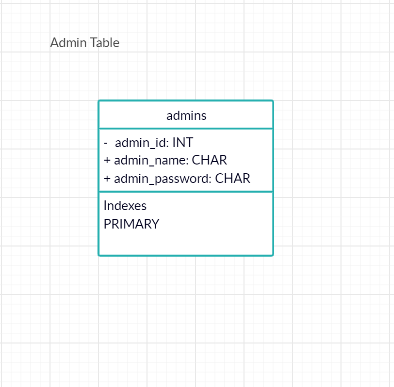 Admin Table
admins
- admin_id: INT
+ admin_name: CHAR
+ admin_password: CHAR
Indexes
PRIMARY